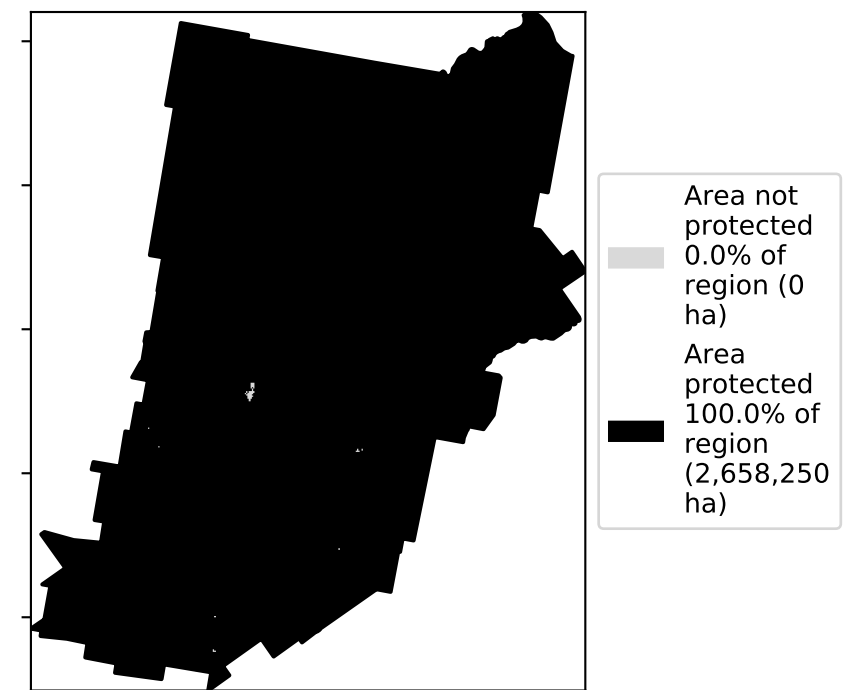 Area not
protected
0.0% of
region (0
ha)
Area
protected
100.0% of
region
(2,658,250
ha)